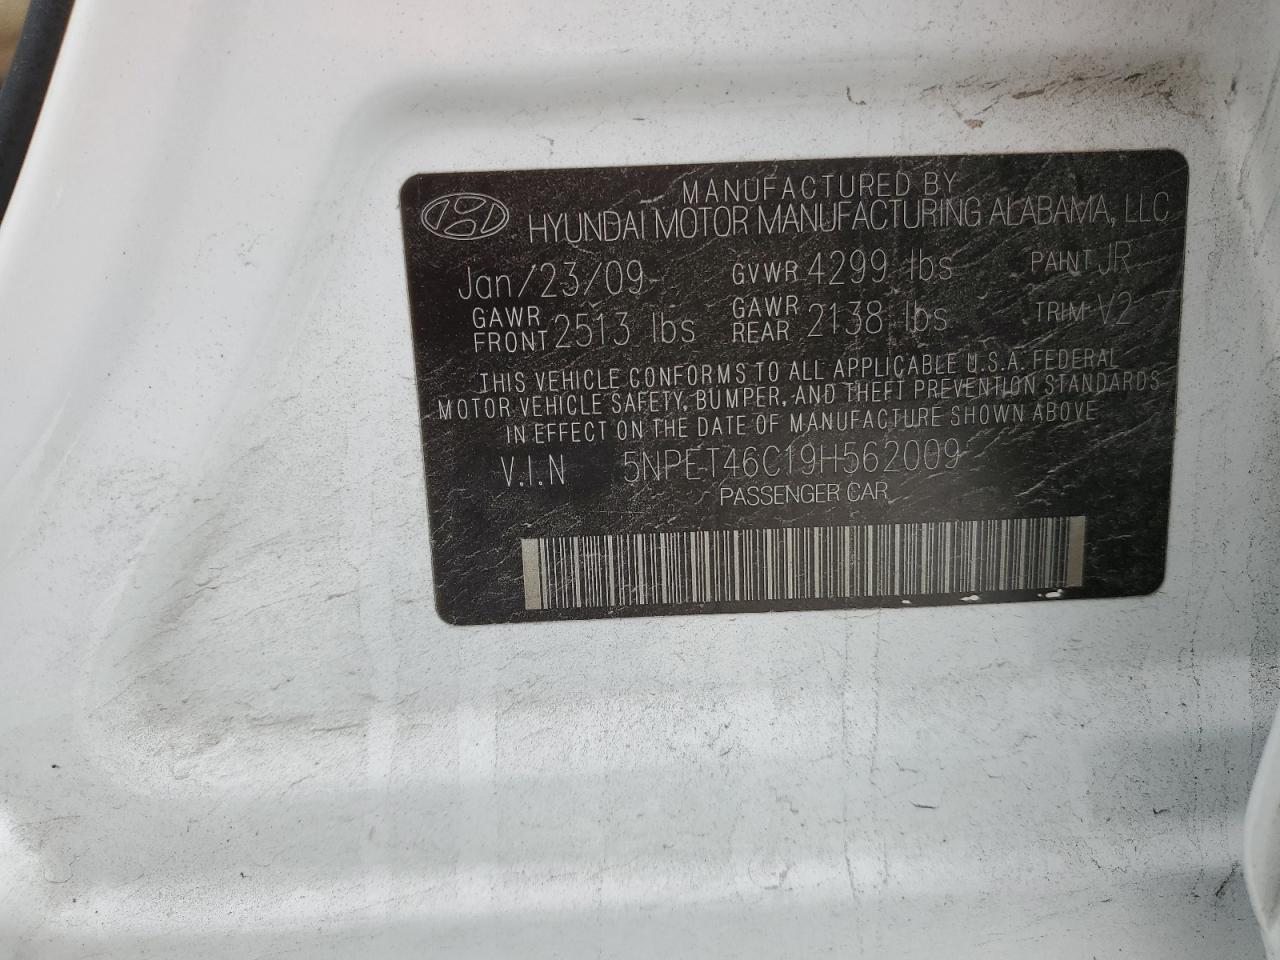 MANUFACTURED BY
HYUNDAI MOTOR MANUFACTURING ALABAMA, LLC
Jan/23/09 GVWR 4299 lbs PAINT JR
GAWR FRONT 2513 lbs GAWR REAR 2138 lbs TRIM V2
THIS VEHICLE CONFORMS TO ALL APPLICABLE U.S.A. FEDERAL
MOTOR VEHICLE SAFETY, BUMPER, AND THEFT PREVENTION STANDARDS
IN EFFECT ON THE DATE OF MANUFACTURE SHOWN ABOVE
V.I.N 5NPET46C19H562009
PASSENGER CAR